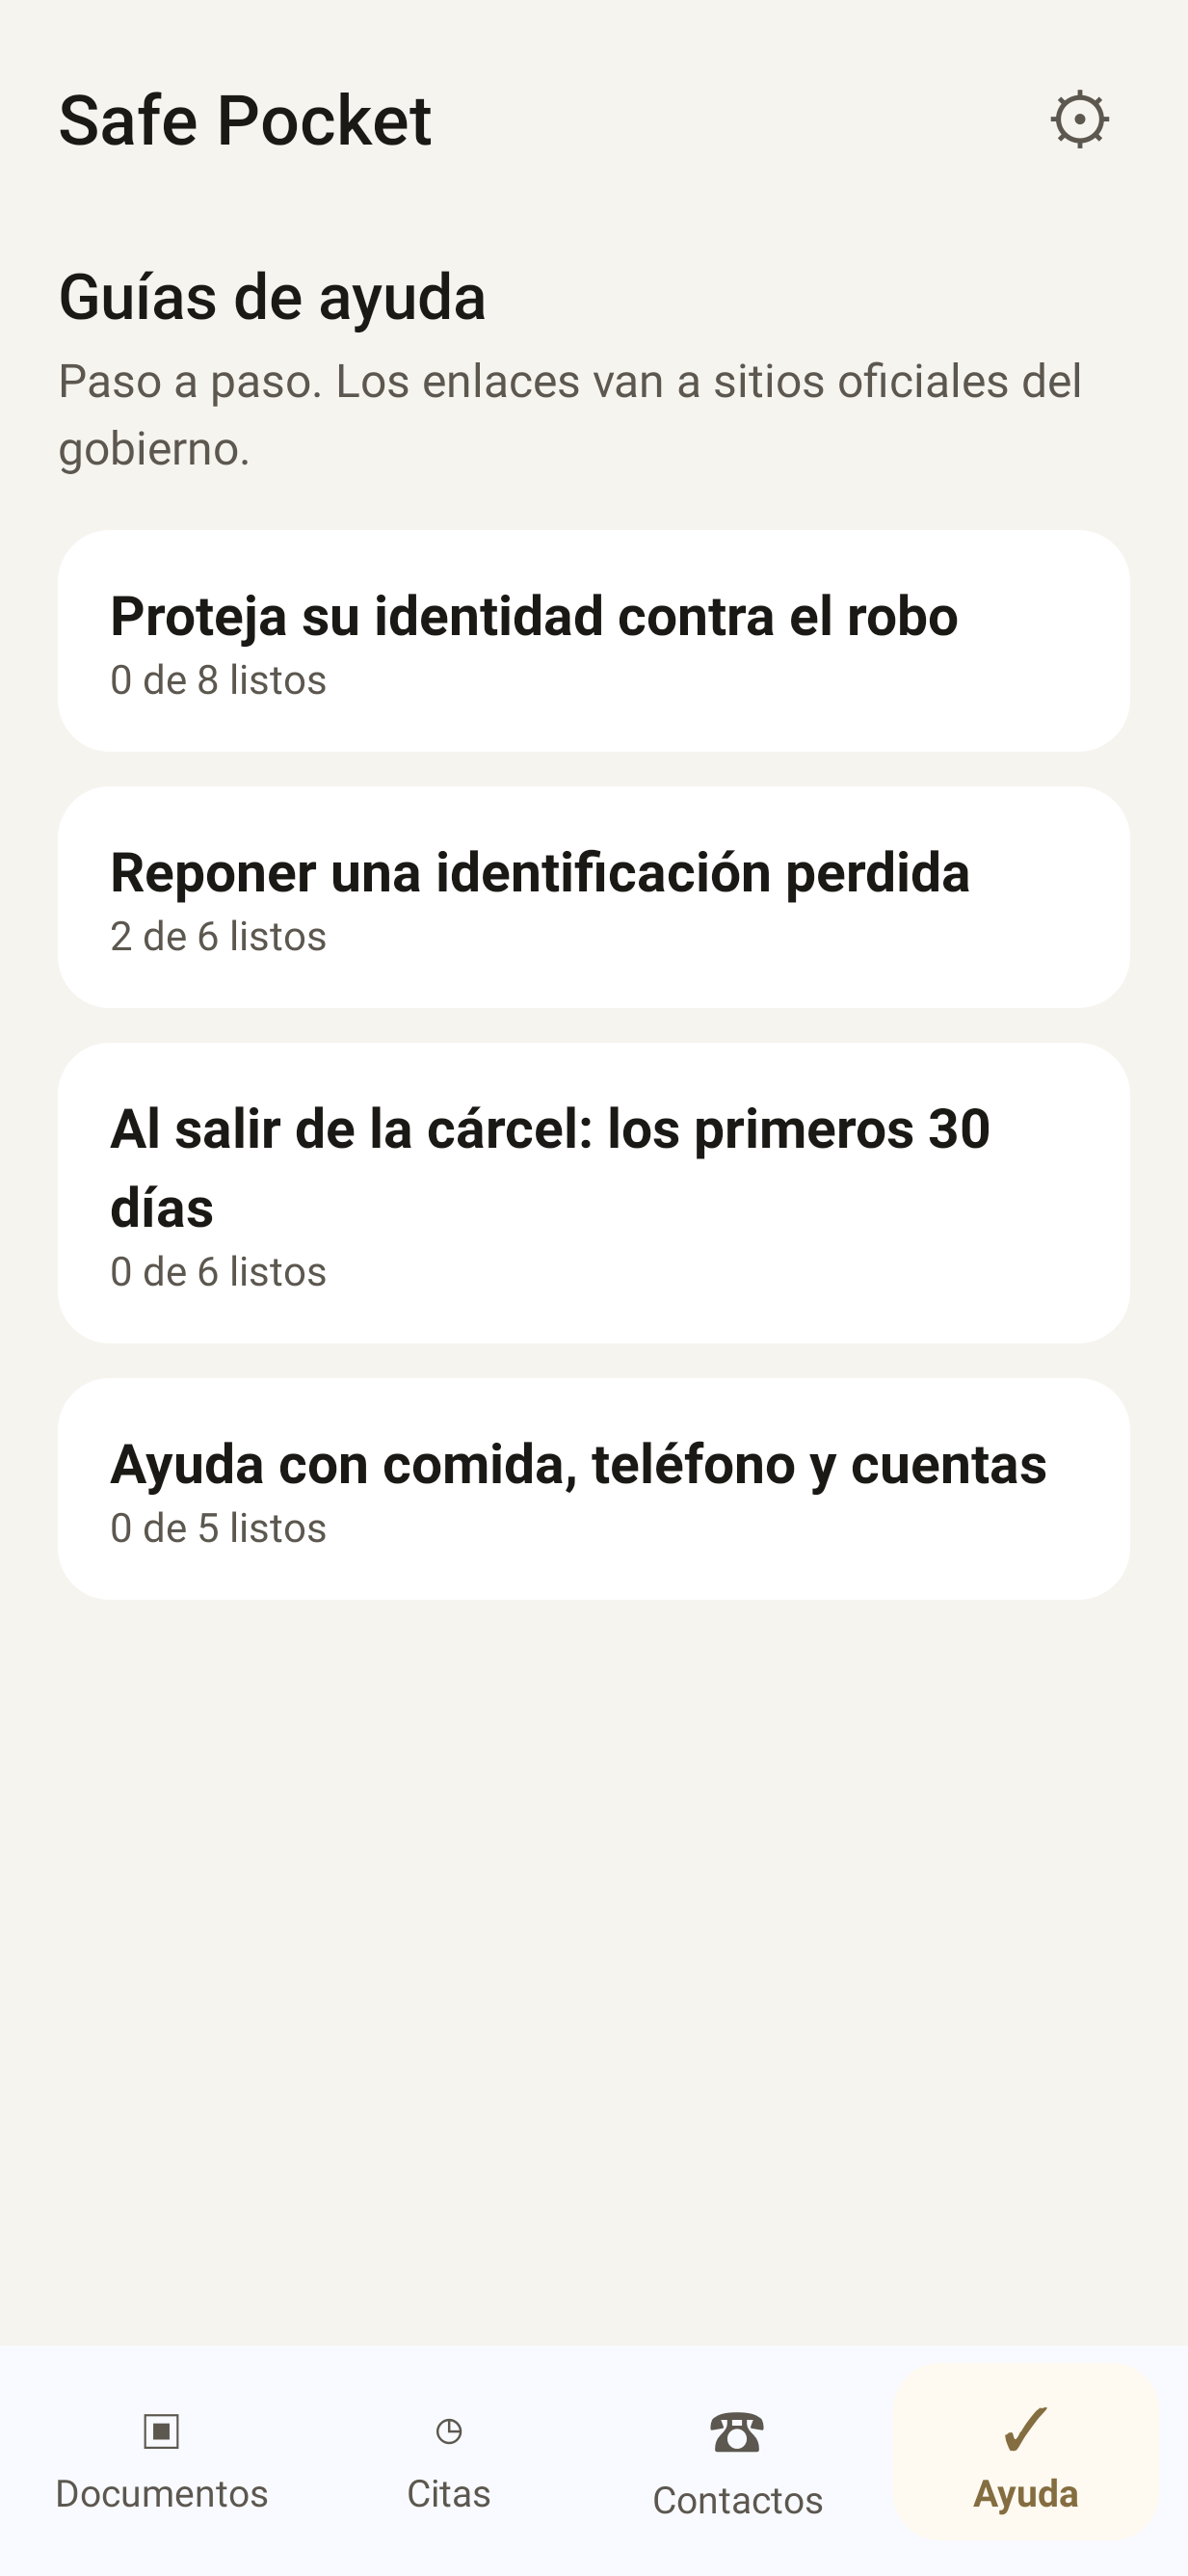 Safe Pocket
Guías de ayuda
Paso a paso. Los enlaces van a sitios oficiales del
gobierno.
Proteja su identidad contra el robo
0 de 8 listos
Reponer una identificación perdida
2 de 6 listos
Al salir de la cárcel: los primeros 30
días
0 de 6 listos
Ayuda con comida, teléfono y cuentas
0 de 5 listos
Documentos
Citas
Contactos
Ayuda